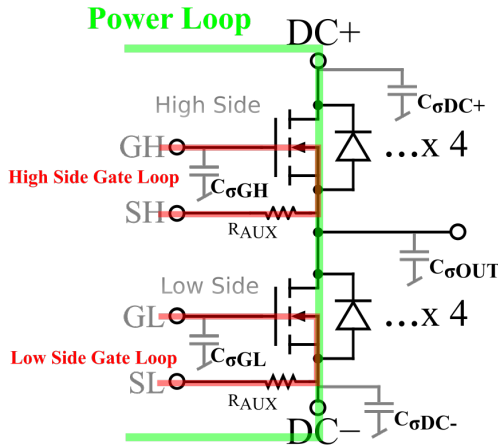 Power Loop
DC+
CσDC+
High Side
GH
...x 4
High Side Gate Loop
CσGH
SH
RAUX
CσOUT
Low Side
GL
...x 4
Low Side Gate Loop
CσGL
SL
RAUX
CσDC-
DC-